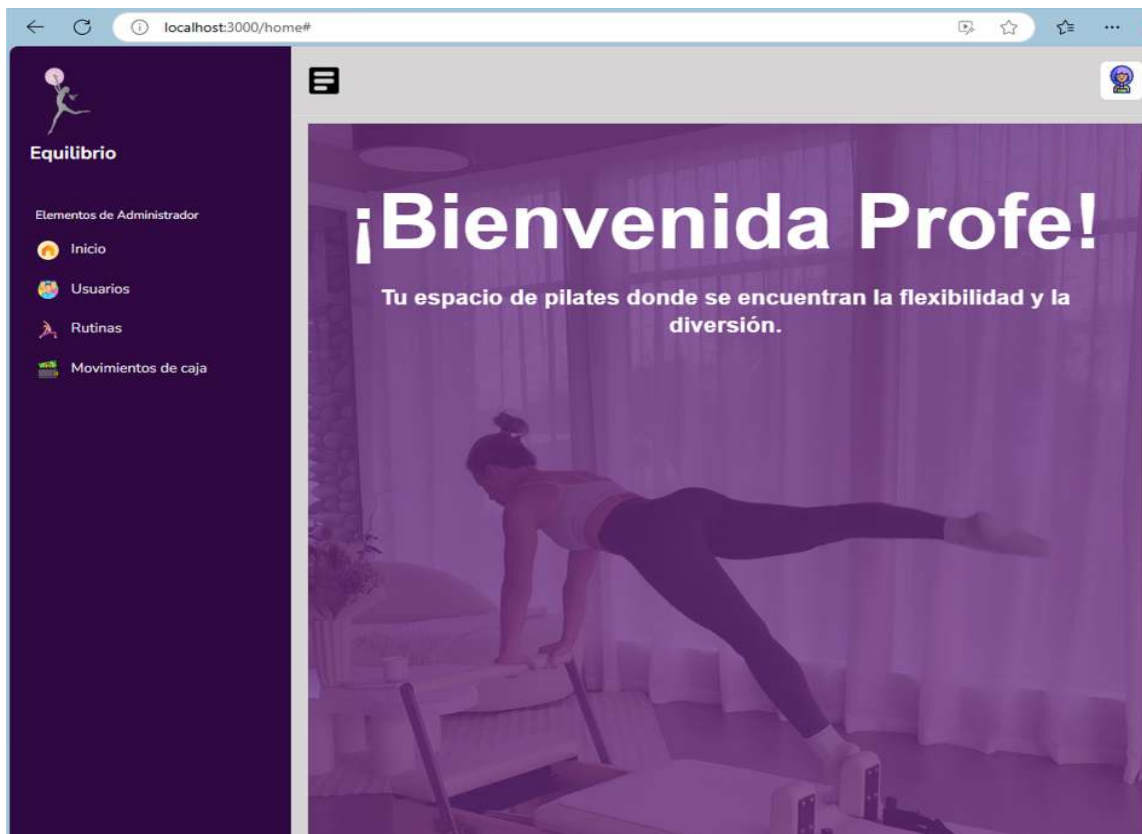 localhost:3000/home#
Equilibrio
Elementos de Administrador
Inicio
Usuarios
Rutinas
Movimientos de caja
¡Bienvenida Profe!
Tu espacio de pilates donde se encuentran la flexibilidad y la
diversión.